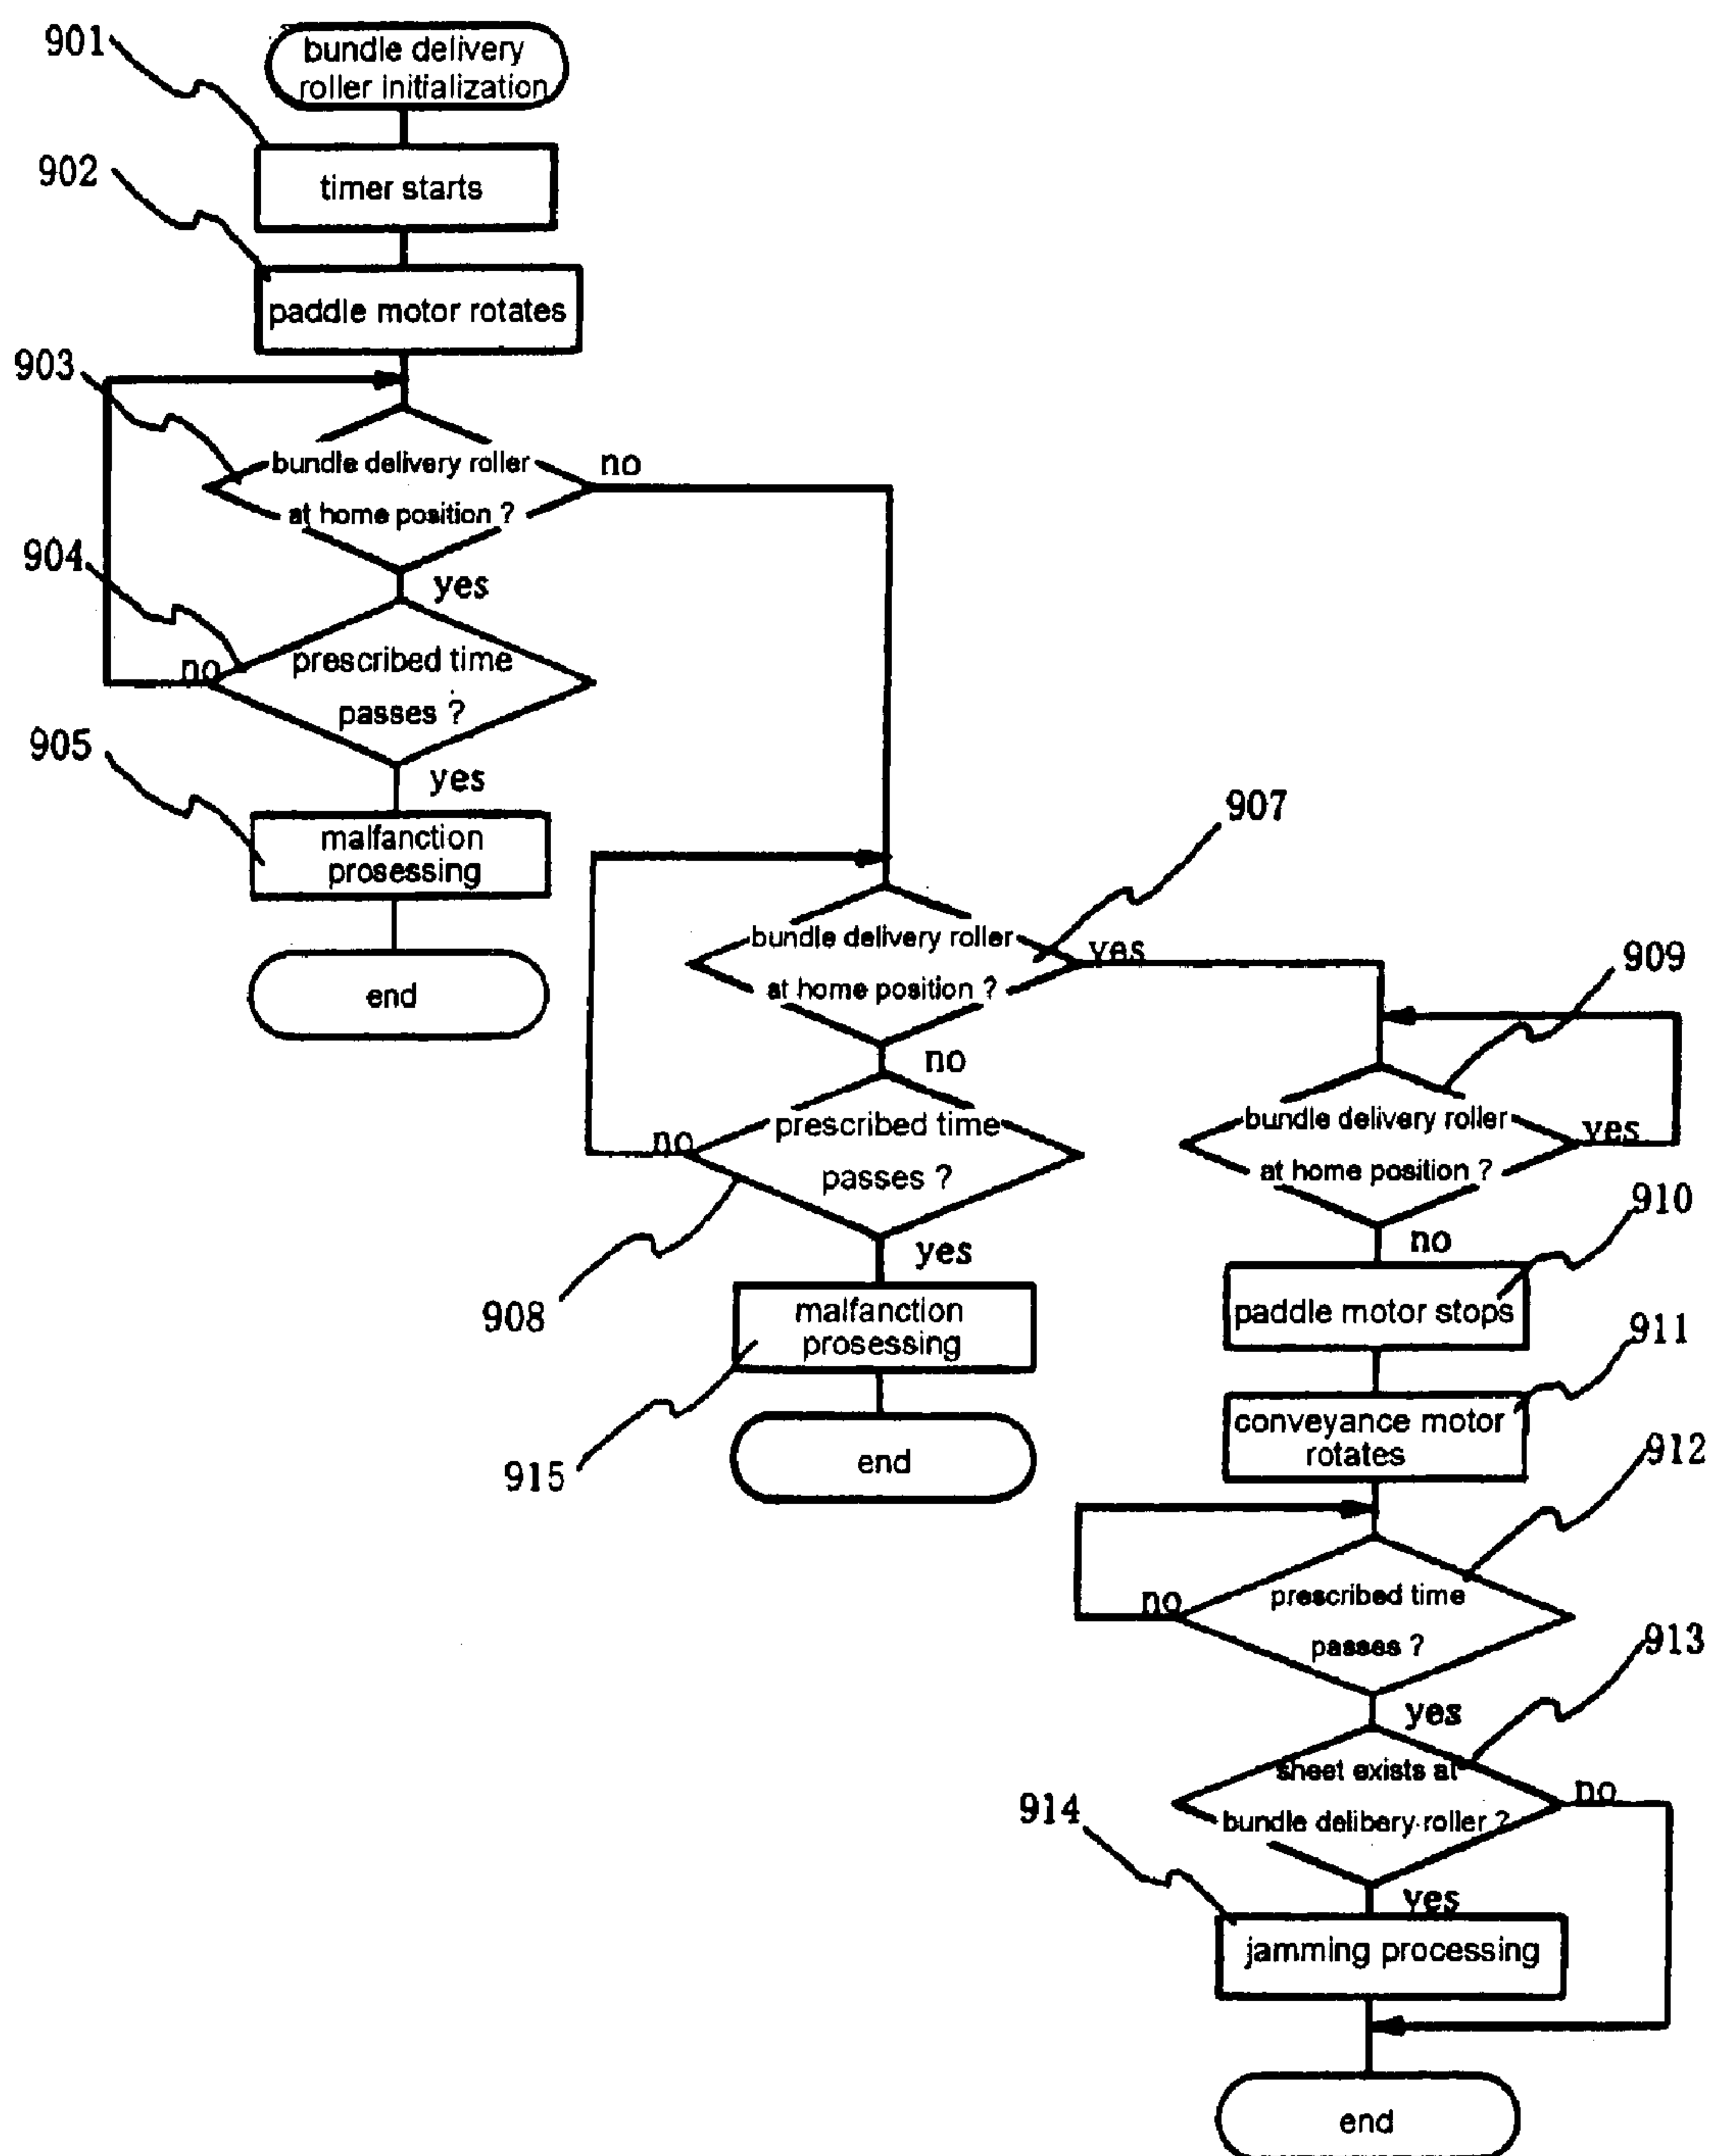 901
bundle delivery
roller initialization
timer starts
902
paddle motor rotates
903
bundle delivery roller
at home position ?
no
yes
904
prescribed time
passes ?
no
yes
905
malfanction
prosessing
end
907
bundle delivery roller
at home position ?
yes
no
908
prescribed time
passes ?
no
yes
915
malfanction
prosessing
end
909
bundle delivery roller
at home position ?
yes
no
910
paddle motor stops
911
conveyance motor
rotates
912
prescribed time
passes ?
no
yes
913
sheet exists at
bundle delibery roller ?
no
yes
914
jamming processing
end